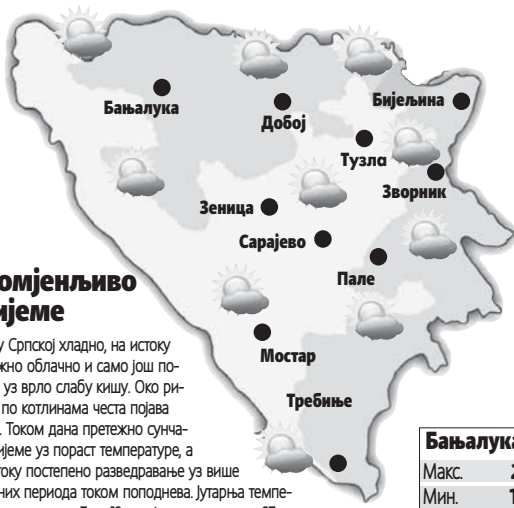 Бањалука
Добој
Бијељина
Тузла
Зворник
Зеница
Сарајево
Пале
Мостар
Требиње
омјенљиво
ијеме
у Српској хладно, на истоку
жно облачно и само још по-
уз врло слабу кишу. Око ри-
по котлинама честа појава
Током дана претежно сунча-
ијеме уз пораст температуре, а
току постепено разведравање уз више
них периода током поподнева. Јутарња темпе-
Бањалука
Макс.
Мин.